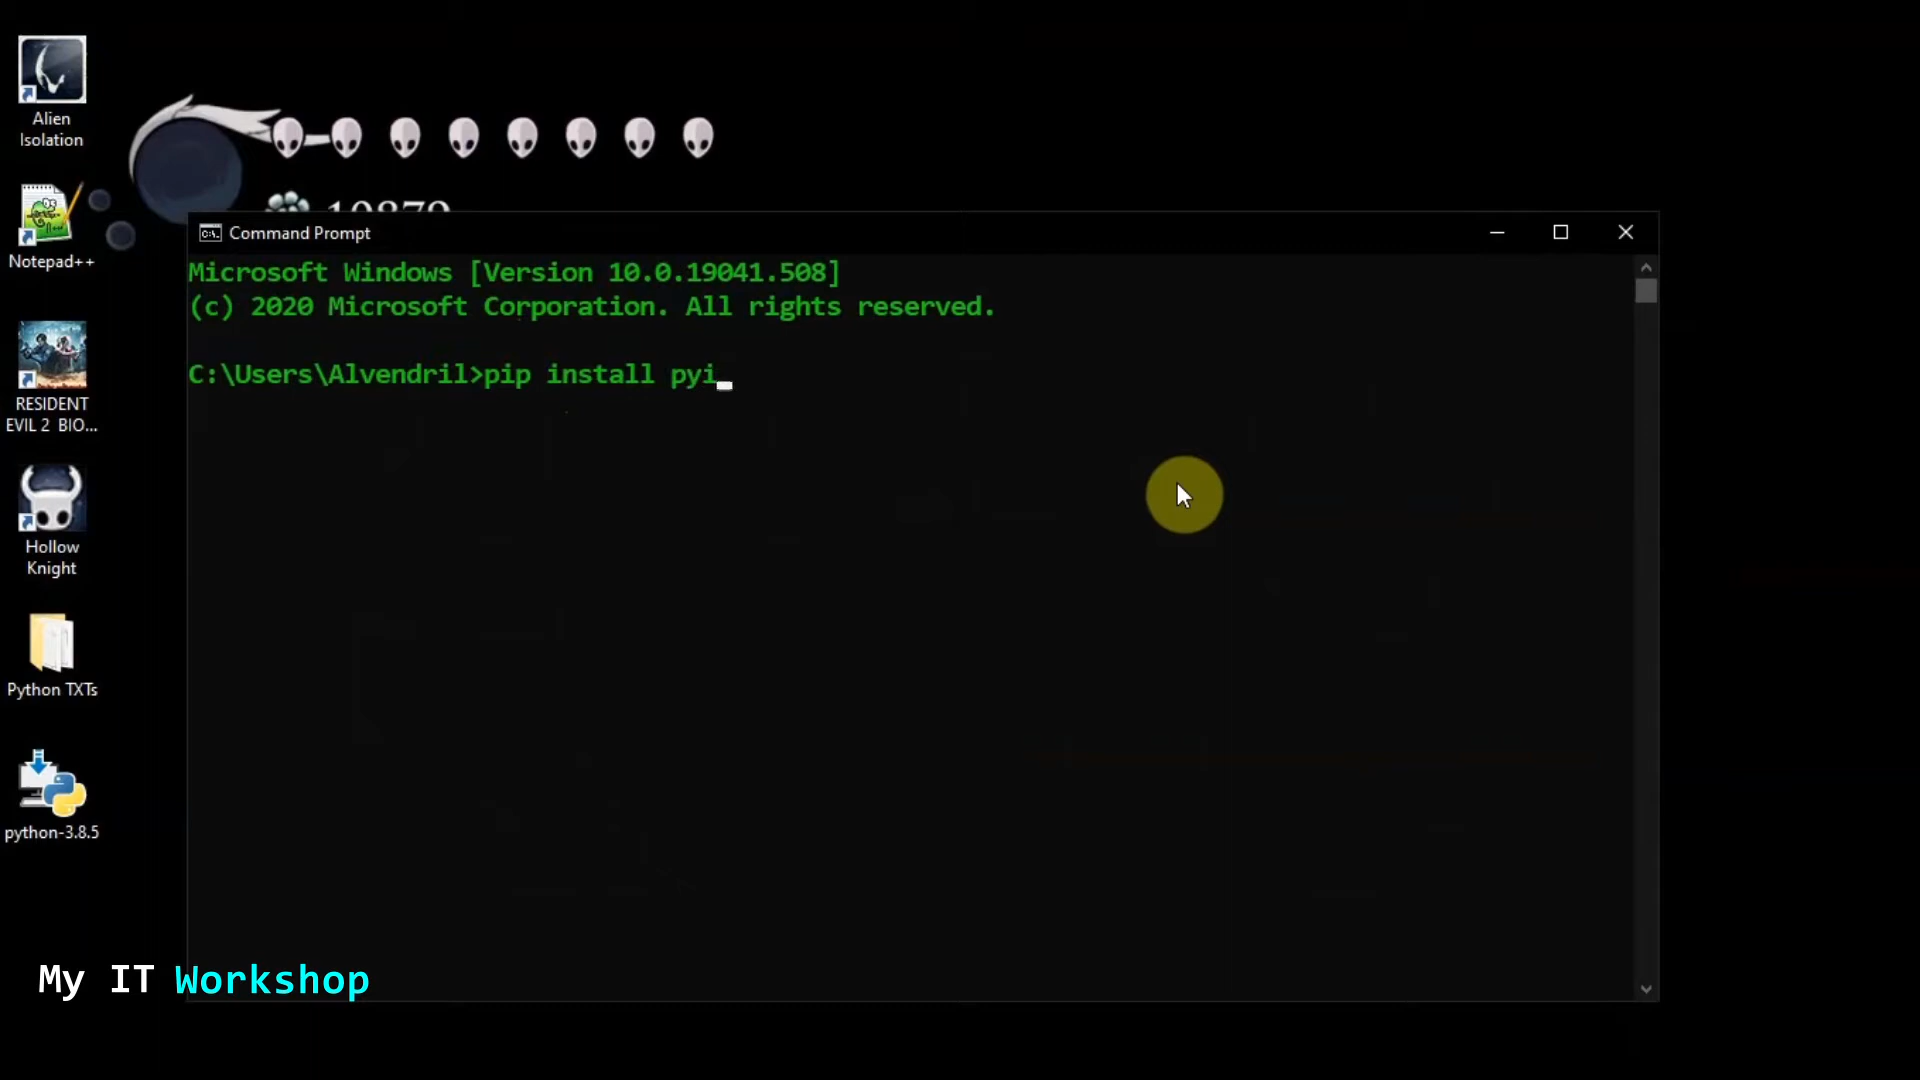 Alien
Isolation
Notepad++
RESIDENT
EVIL 2 BIO...
Hollow
Knight
Python TXTs
python-3.8.5
10879
Command Prompt
Microsoft Windows [Version 10.0.19041.508]
(c) 2020 Microsoft Corporation. All rights reserved.
C:\Users\Alvendril>pip install pyi
My IT Workshop